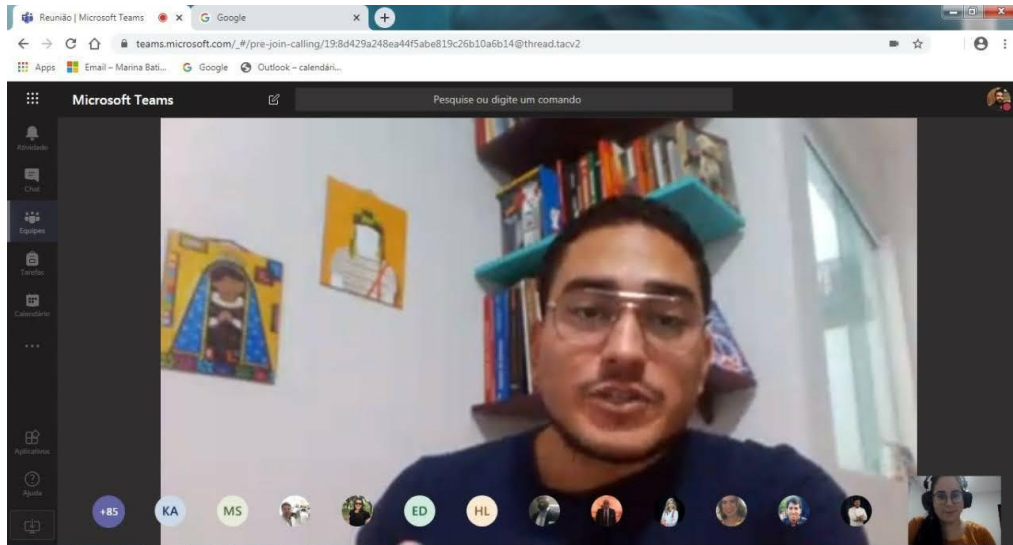 Reunião | Microsoft Teams
Google
teams.microsoft.com/_#/pre-join-calling/19:8d429a248ea44f5abe819c26b10a6b14@thread.tacv2
Apps
Email – Marina Bati...
Google
Outlook – calendári...
Microsoft Teams
Pesquise ou digite um comando
Atividade
Chat
Equipes
Tarefas
Calendário
Aplicativos
Ajuda
+85
KA
MS
ED
HL